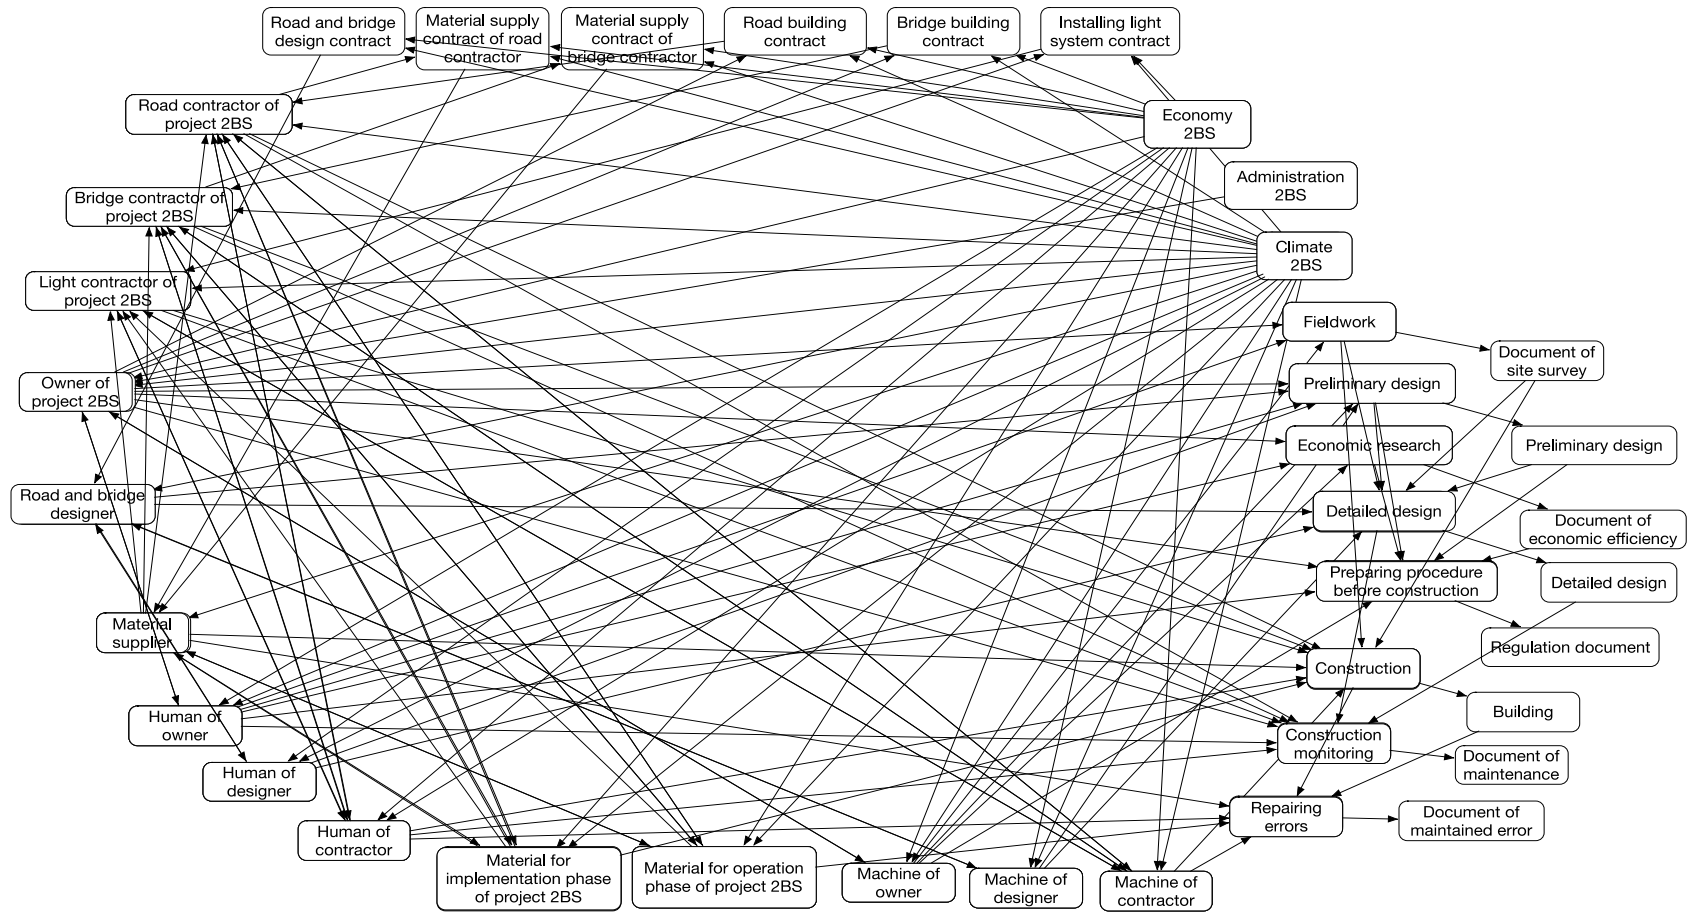 Road and bridge
design contract
Material supply
contract of road
contractor
Material supply
contract of
bridge contractor
Road building
contract
Bridge building
contract
Installing light
system contract
Road contractor of
project 2BS
Economy
2BS
Administration
2BS
Bridge contractor of
project 2BS
Climate
2BS
Light contractor of
project 2BS
Fieldwork
Document of
site survey
Owner of
project 2BS
Preliminary design
Economic research
Preliminary design
Road and bridge
designer
Detailed design
Document of
economic efficiency
Preparing procedure
before construction
Detailed design
Material
supplier
Regulation document
Construction
Human of
owner
Building
Construction
monitoring
Document of
maintenance
Human of
designer
Repairing
errors
Document of
maintained error
Human of
contractor
Material for
implementation phase
of project 2BS
Material for operation
phase of project 2BS
Machine of
owner
Machine of
designer
Machine of
contractor